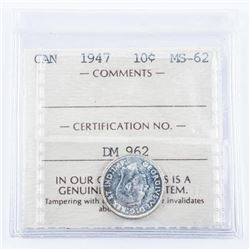 CAN 1947 10¢ MS-62
— COMMENTS —
— CERTIFICATION NO. —
DM 962
IN OUR S IS A
GENUIN TEM.
Tampering with invalidates